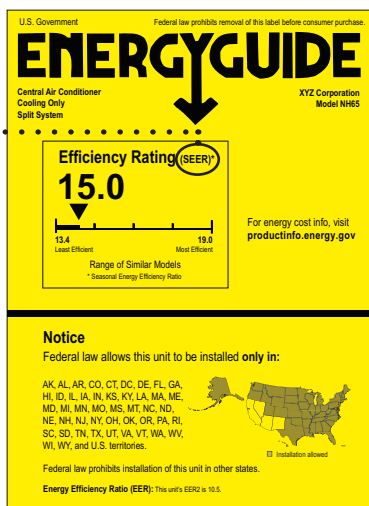 U.S. Government
Federal law prohibits removal of this label before consumer purchase.
ENERGYGUIDE
Central Air Conditioner
Cooling Only
Split System
XYZ Corporation
Model NH65
Efficiency Rating (SEER)*
15.0
13.4
Least Efficient
19.0
Most Efficient
Range of Similar Models
* Seasonal Energy Efficiency Ratio
For energy cost info, visit
productinfo.energy.gov
Notice
Federal law allows this unit to be installed only in:
AK, AL, AR, CO, CT, DC, DE, FL, GA,
HI, ID, IL, IA, IN, KS, KY, LA, MA, ME,
MD, MI, MN, MO, MS, MT, NC, ND,
NE, NH, NJ, NY, OH, OK, OR, PA, RI,
SC, SD, TN, TX, UT, VA, VT, WA, WV,
WI, WY, and U.S. territories.
Installation allowed
Federal law prohibits installation of this unit in other states.
Energy Efficiency Ratio (EER): This unit's EER2 is 10.5.